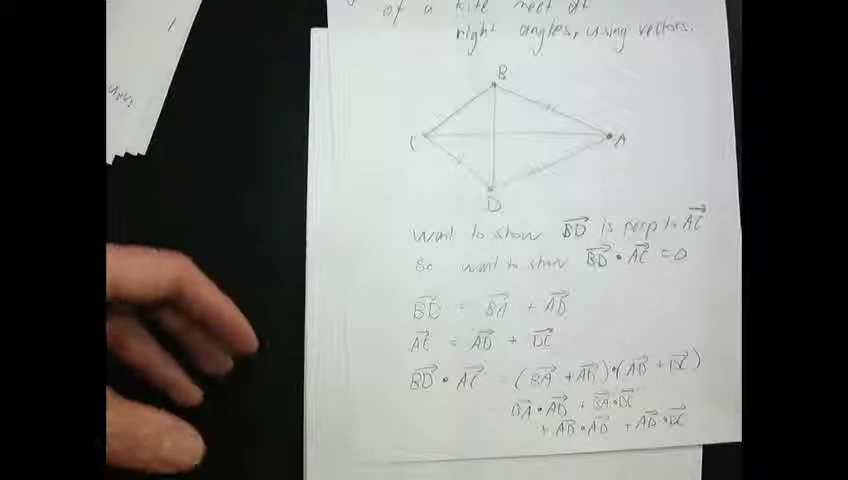 of a kite meet at
right angles, using vectors.
B
C
A
D
Want to show BD is perp to AC
So want to show BD • AC = 0
BD = BA + AD
AC = AD + DC
BD • AC = (BA + AD) • (AD + DC)
BA • AD + BA • DC
+ AD • AD + AD • DC